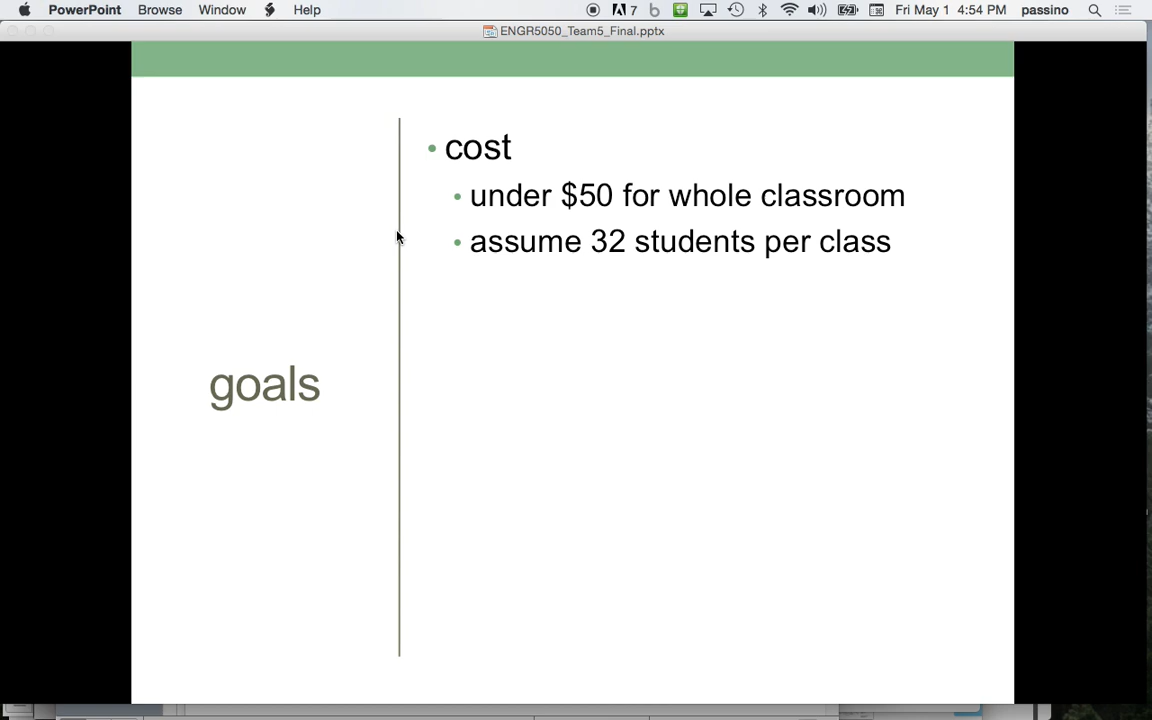 PowerPoint Browse Window Help 7 Fri May 1 4:54 PM passino
ENGR5050_Team5_Final.pptx
• cost
• under $50 for whole classroom
• assume 32 students per class
goals